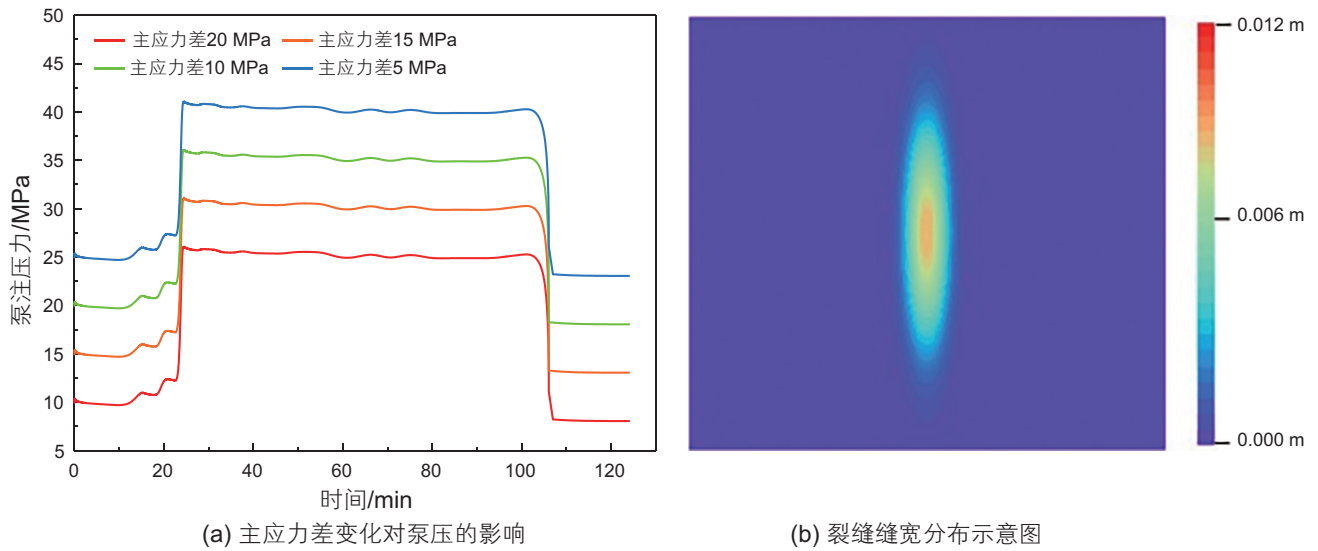 50
45
40
35
30
25
20
15
10
5
泵注压力/MPa
主应力差20 MPa
主应力差15 MPa
主应力差10 MPa
主应力差5 MPa
0
20
40
60
80
100
120
时间/min
(a) 主应力差变化对泵压的影响
0.012 m
0.006 m
0.000 m
(b) 裂缝缝宽分布示意图